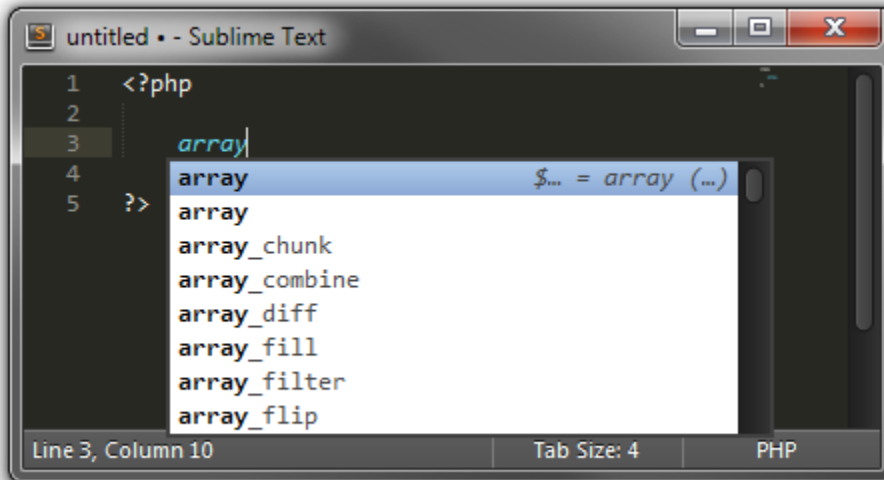 untitled • - Sublime Text
1 <?php
2
3 array
4
5 ?>
array $… = array (…)
array
array_chunk
array_combine
array_diff
array_fill
array_filter
array_flip
Line 3, Column 10 Tab Size: 4 PHP